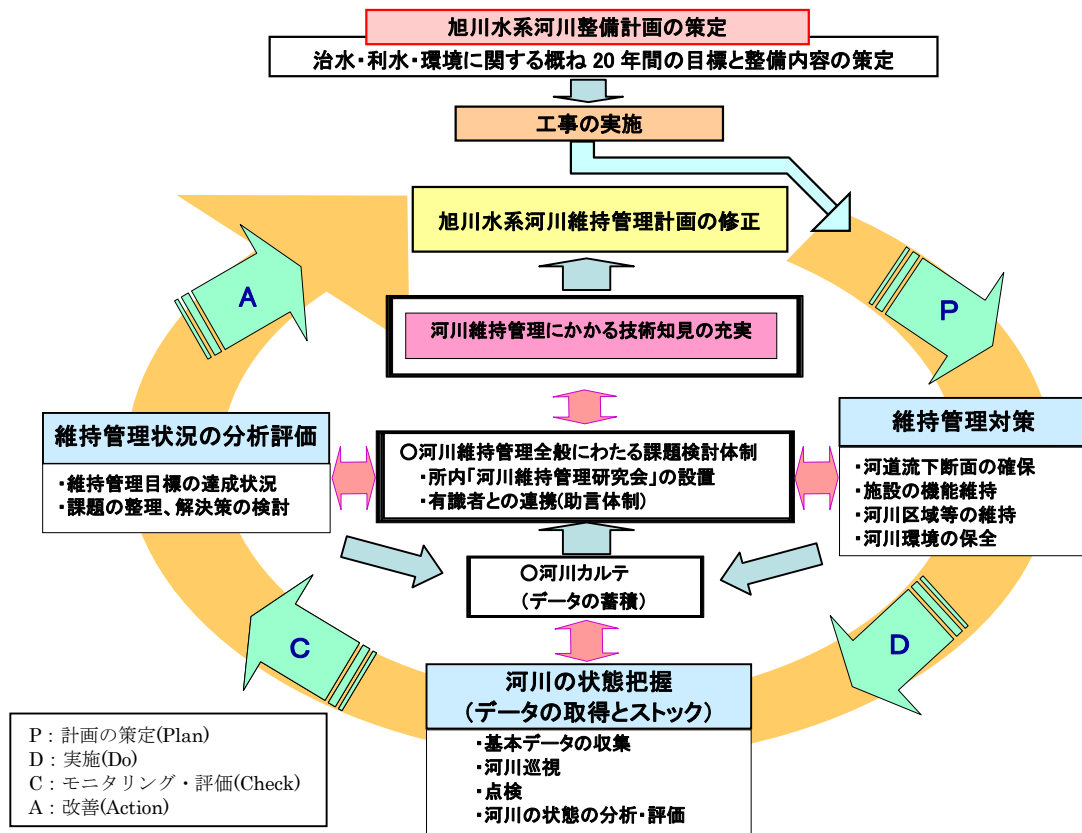 旭川水系河川整備計画の策定
治水・利水・環境に関する概ね 20 年間の目標と整備内容の策定
工事の実施
旭川水系河川維持管理計画の修正
A
P
河川維持管理にかかる技術知見の充実
維持管理状況の分析評価
・維持管理目標の達成状況
・課題の整理、解決策の検討
○河川維持管理全般にわたる課題検討体制
・所内「河川維持管理研究会」の設置
・有識者との連携(助言体制)
維持管理対策
・河道流下断面の確保
・施設の機能維持
・河川区域等の維持
・河川環境の保全
○河川カルテ
(データの蓄積)
C
D
河川の状態把握
(データの取得とストック)
・基本データの収集
・河川巡視
・点検
・河川の状態の分析・評価
P：計画の策定(Plan)
D：実施(Do)
C：モニタリング・評価(Check)
A：改善(Action)